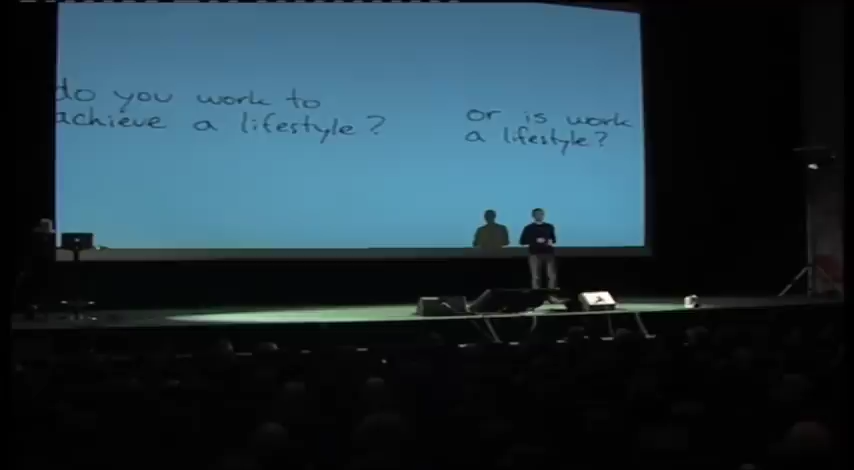 do you work to
achieve a lifestyle?
or is work
a lifestyle?